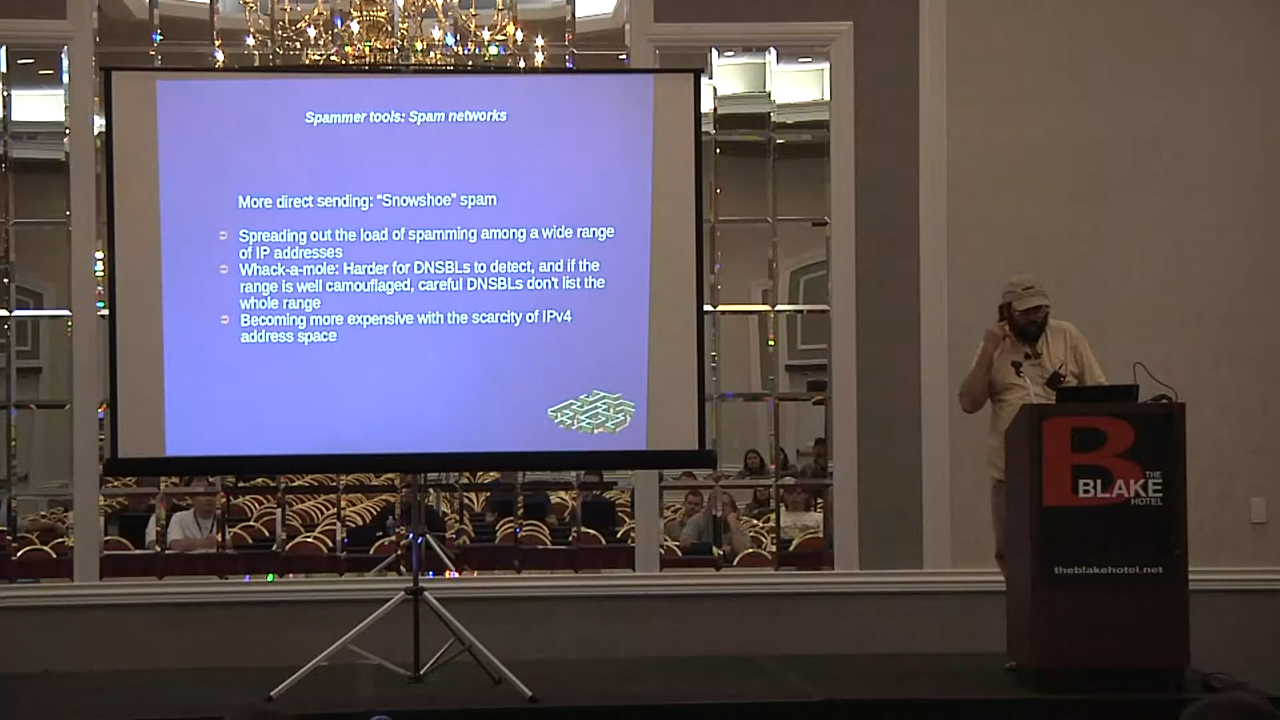 Spammer tools: Spam networks
More direct sending: “Snowshoe” spam
Spreading out the load of spamming among a wide range
of IP addresses
Whack-a-mole: Harder for DNSBLs to detect, and if the
range is well camouflaged, careful DNSBLs don't list the
whole range
Becoming more expensive with the scarcity of IPv4
address space
B
THE
BLAKE
HOTEL
theblakehotel.net